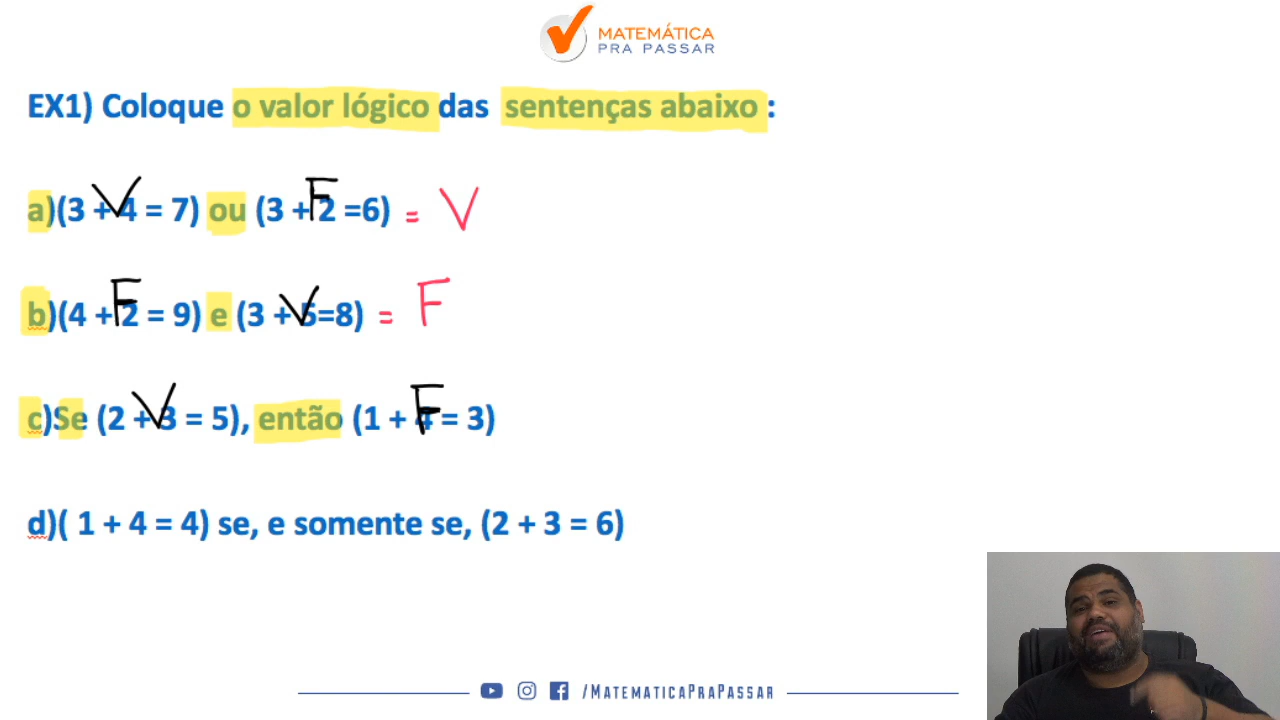 MATEMÁTICA
PRA PASSAR
EX1) Coloque o valor lógico das sentenças abaixo :
V F
a)(3 + 4 = 7) ou (3 + 2 =6) = V
F V
b)(4 + 2 = 9) e (3 + 5=8) = F
V F
c)Se (2 + 3 = 5), então (1 + 4 = 3)
d)( 1 + 4 = 4) se, e somente se, (2 + 3 = 6)
/MATEMATICAPRAPASSAR